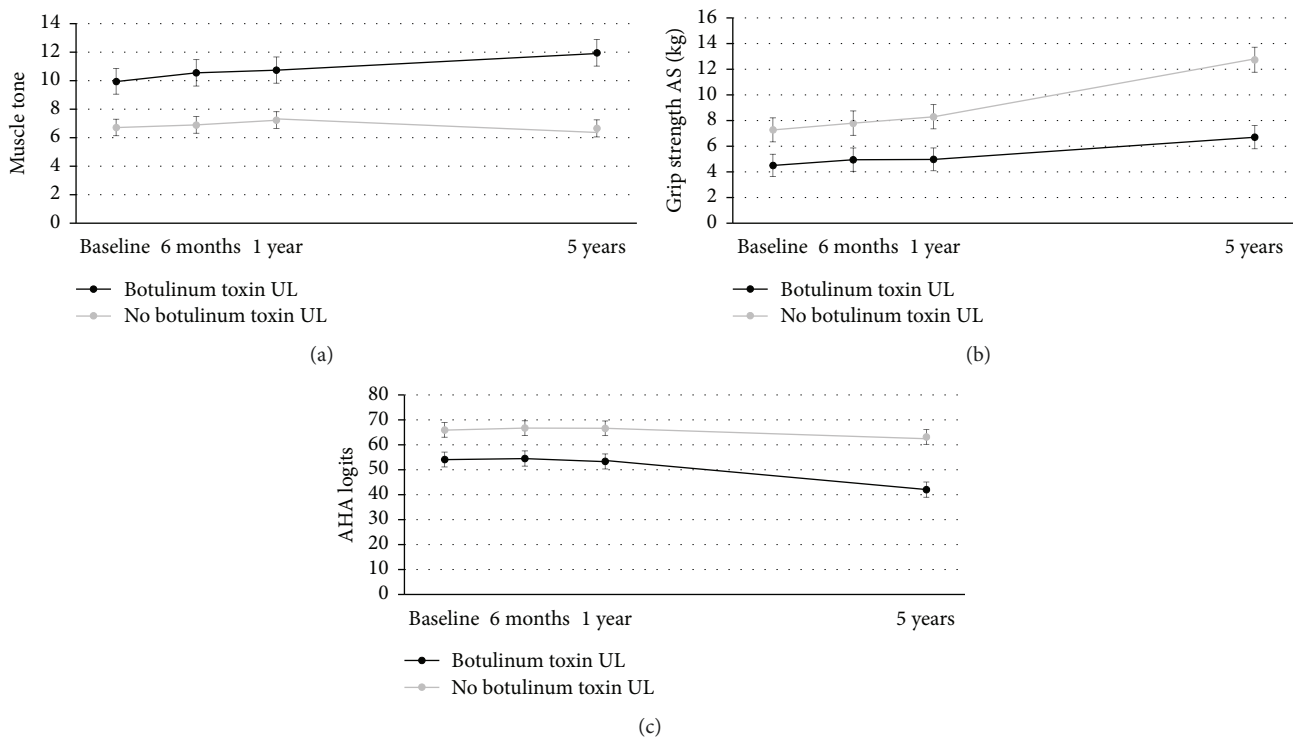 14
12
10
8
6
4
2
0
Muscle tone
Baseline 6 months 1 year 5 years
Botulinum toxin UL
No botulinum toxin UL
(a)
16
14
12
10
8
6
4
2
0
Grip strength AS (kg)
Baseline 6 months 1 year 5 years
Botulinum toxin UL
No botulinum toxin UL
(b)
80
70
60
50
40
30
20
10
0
AHA logits
Baseline 6 months 1 year 5 years
Botulinum toxin UL
No botulinum toxin UL
(c)